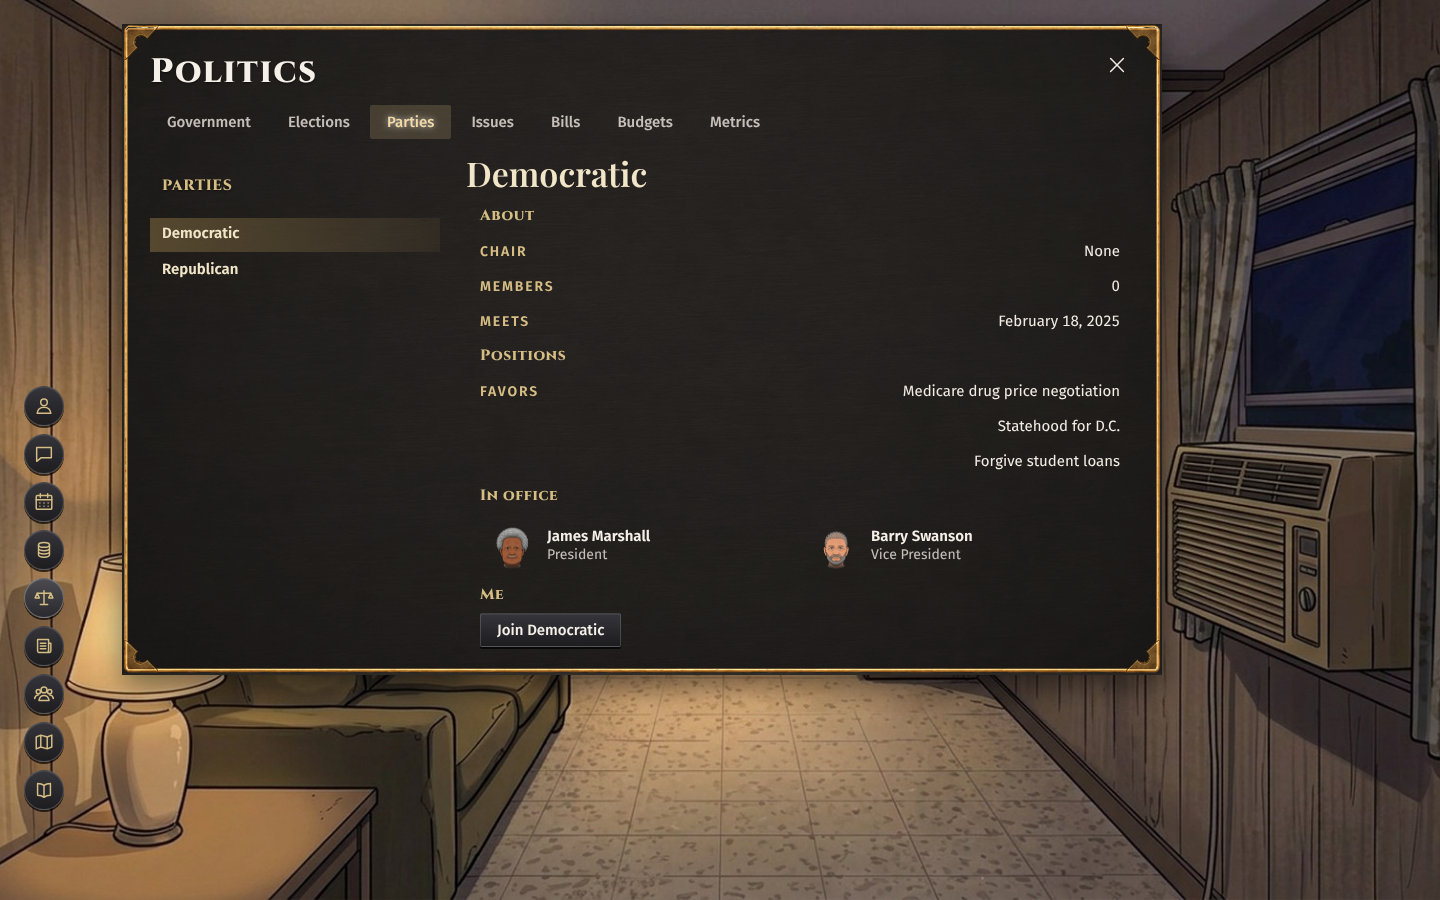 Politics
Government Elections Parties Issues Bills Budgets Metrics
PARTIES
Democratic
Republican
Democratic
About
CHAIR None
MEMBERS 0
MEETS February 18, 2025
Positions
FAVORS Medicare drug price negotiation
Statehood for D.C.
Forgive student loans
In office
James Marshall
President
Barry Swanson
Vice President
Me
Join Democratic